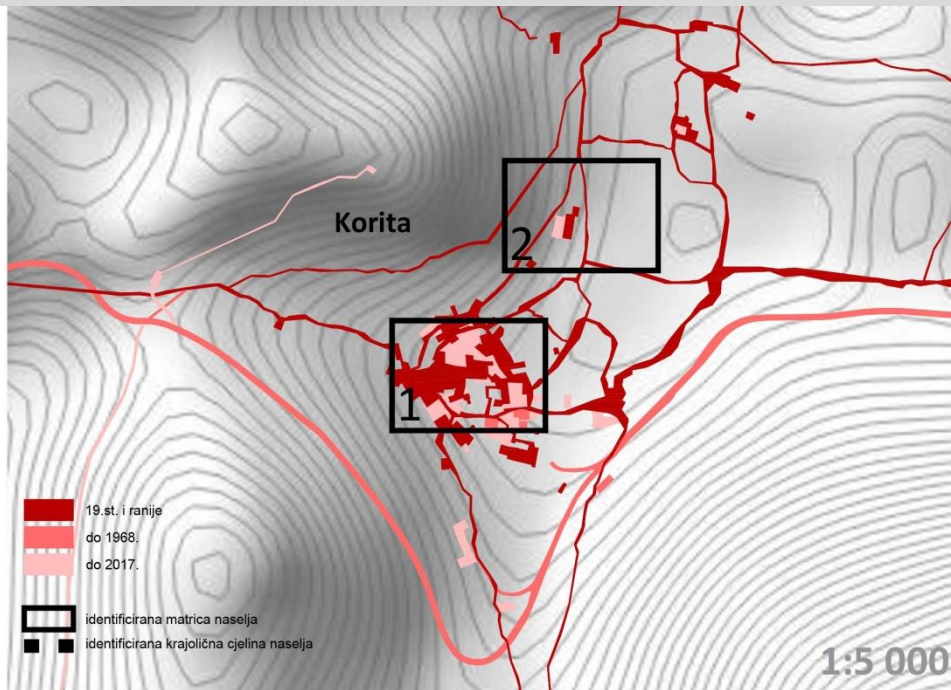 Korita
2
1
19.st. i ranije
do 1968.
do 2017.
identificirana matrica naselja
identificirana krajolična cjelina naselja
1:5 000